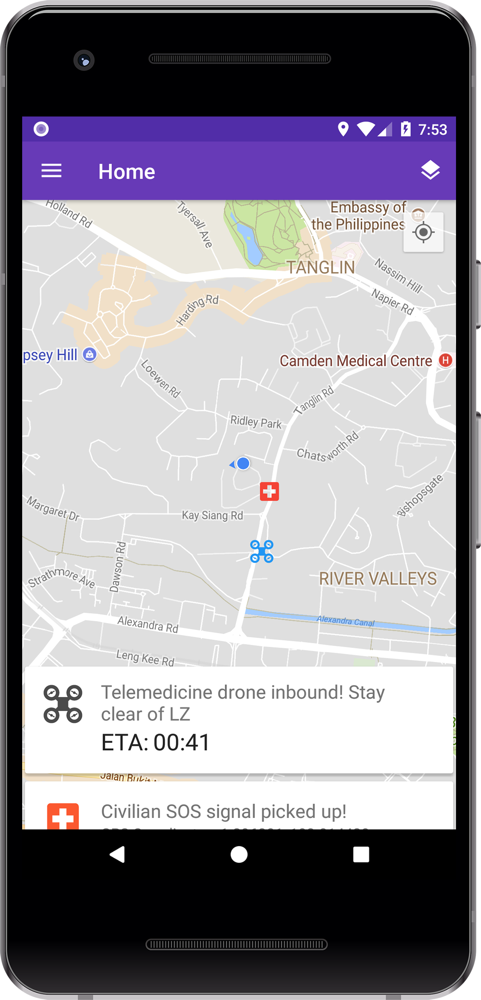 7:53
Home
Holland Rd
Tyersall Ave
Embassy of
the Philippines
TANGLIN
Nassim Hill
Napier Rd
Harding Rd
psey Hill
Camden Medical Centre
H
Loewen Rd
Tanglin Rd
Ridley Park
Chatsworth Rd
Bishopsgate
Margaret Dr
Kay Siang Rd
Dawson Rd
Strathmore Ave
RIVER VALLEYS
Alexandra Rd
Alexandra Canal
Leng Kee Rd
Telemedicine drone inbound! Stay
clear of LZ
ETA: 00:41
Jalan Bukit
Civilian SOS signal picked up!